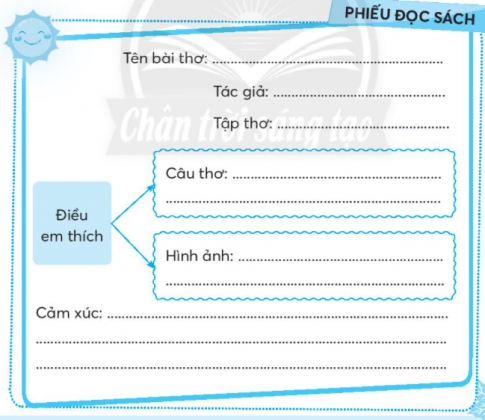 PHIẾU ĐỌC SÁCH
Tên bài thơ: ..........................................................
Tác giả: ...........................................
Tập thơ: ...........................................
Câu thơ: .....................................................
......................................................................
Điều
em thích
Hình ảnh: ...................................................
......................................................................
Cảm xúc: ......................................................................................
........................................................................................................
........................................................................................................
Chân trời sáng tạo